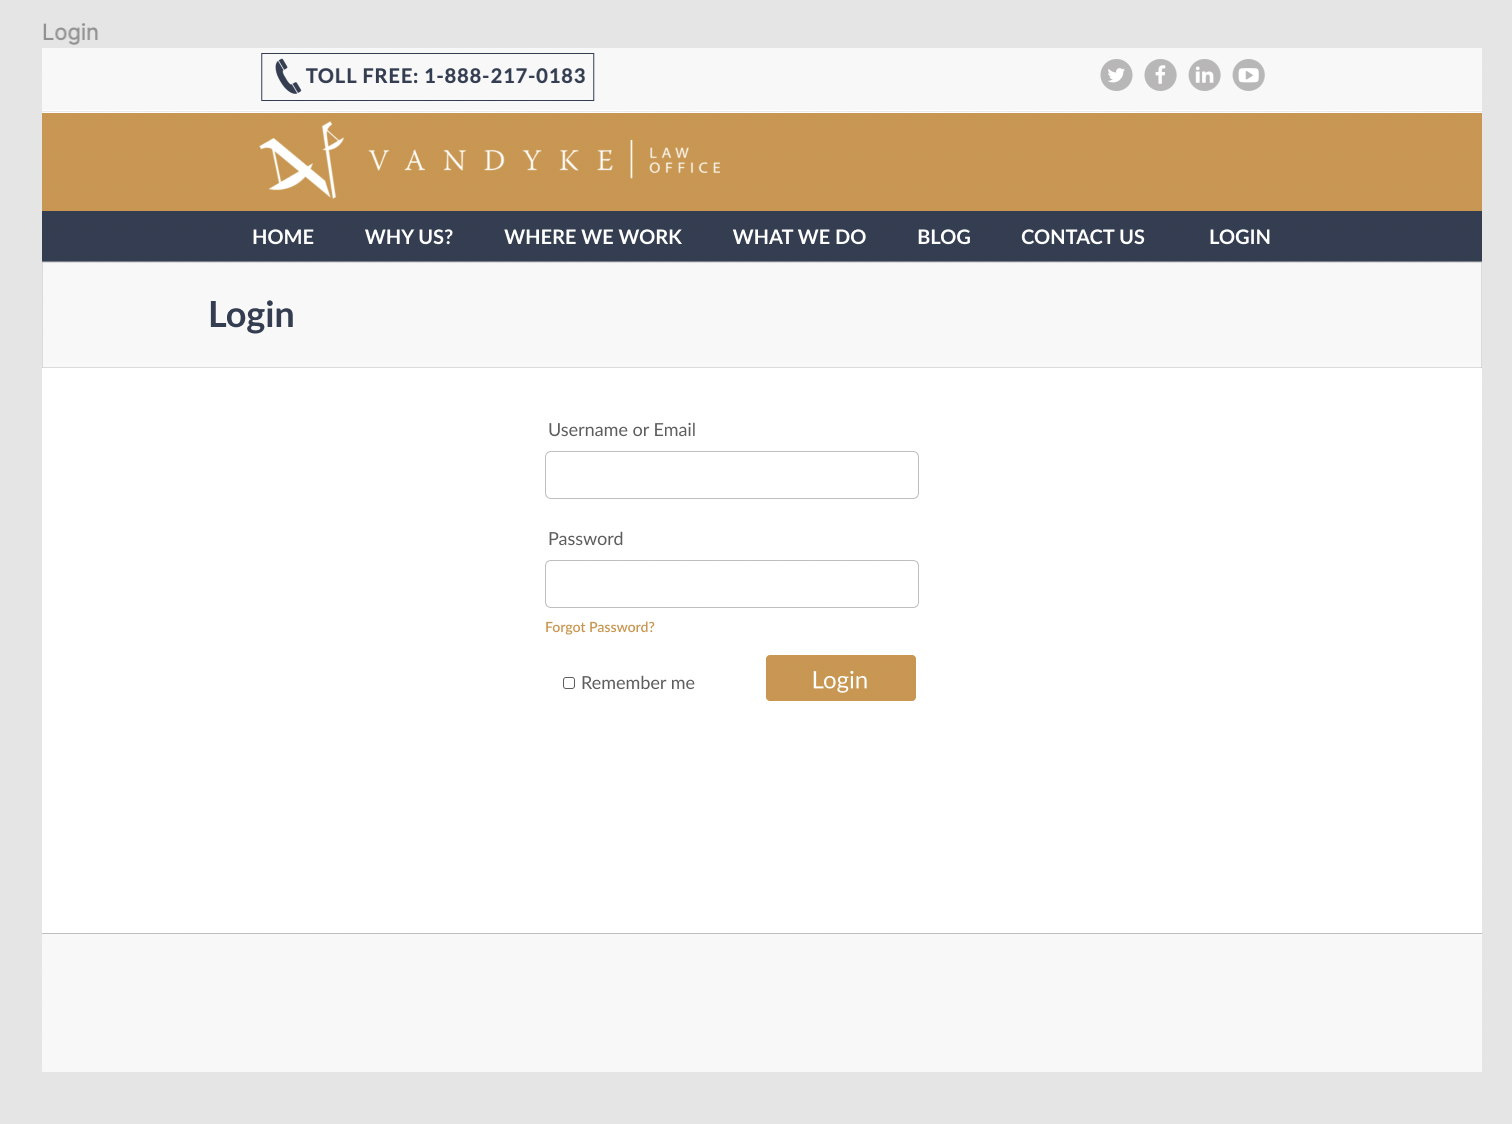 Login
TOLL FREE: 1-888-217-0183
VANDYKE LAW OFFICE
HOME WHY US? WHERE WE WORK WHAT WE DO BLOG CONTACT US LOGIN
Login
Username or Email
Password
Forgot Password?
Remember me Login